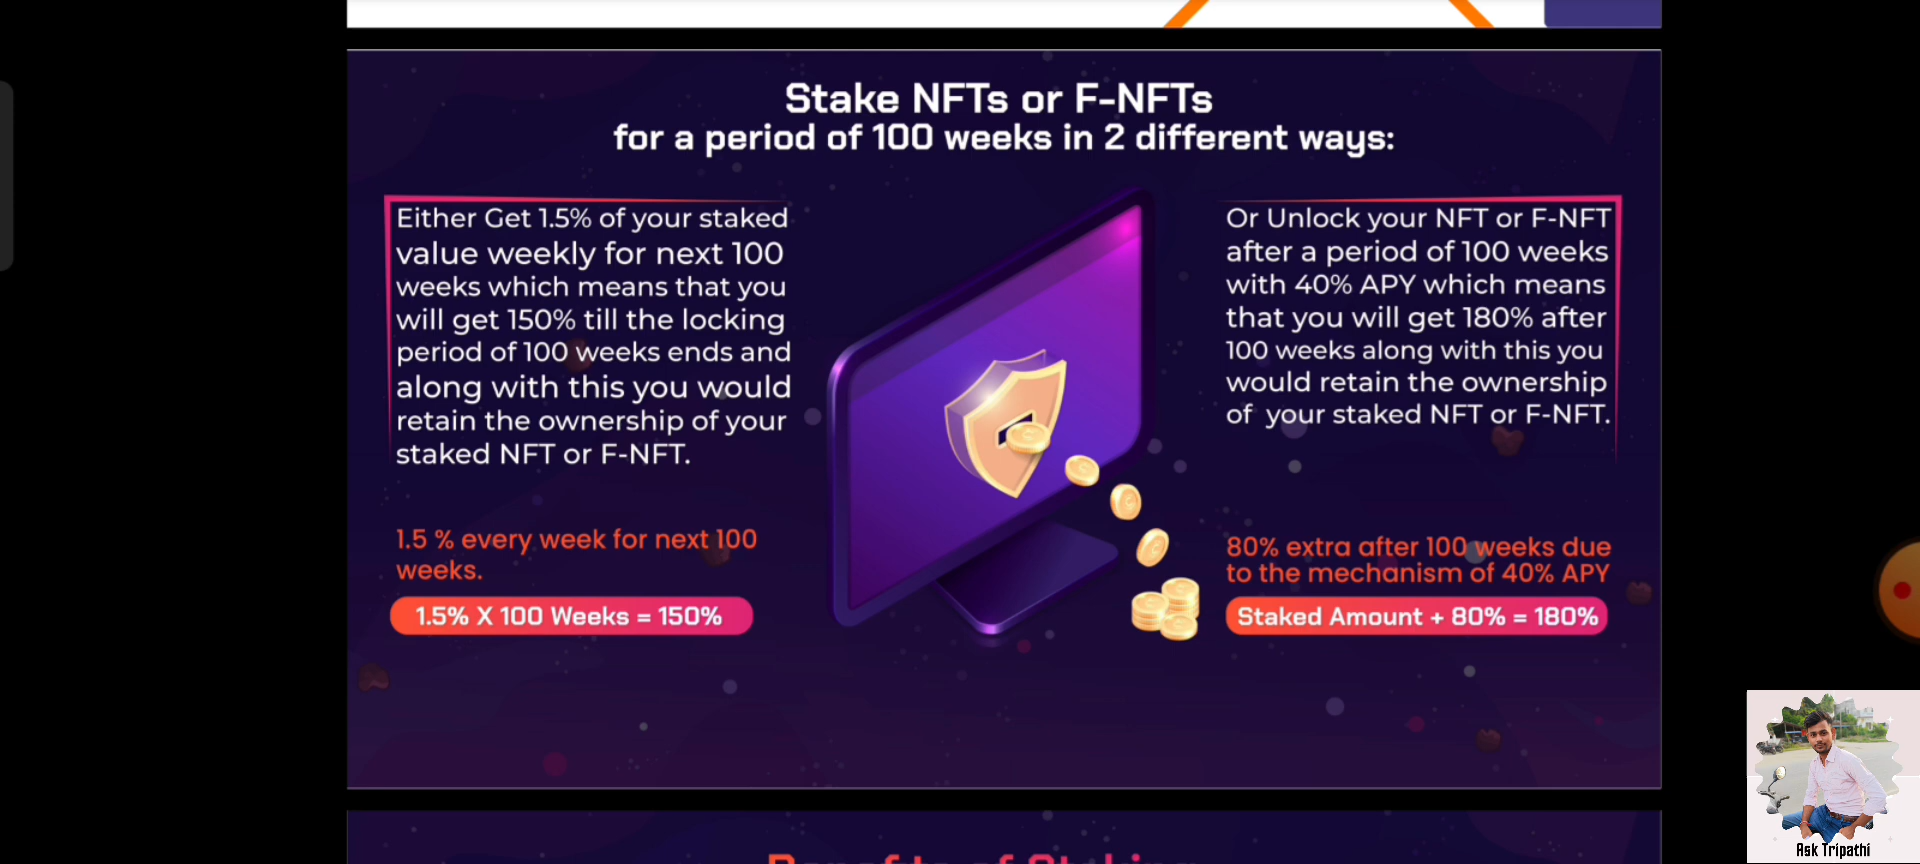 Stake NFTs or F-NFTs
for a period of 100 weeks in 2 different ways:
Either Get 1.5% of your staked
value weekly for next 100
weeks which means that you
will get 150% till the locking
period of 100 weeks ends and
along with this you would
retain the ownership of your
staked NFT or F-NFT.
1.5 % every week for next 100
weeks.
1.5% X 100 Weeks = 150%
Or Unlock your NFT or F-NFT
after a period of 100 weeks
with 40% APY which means
that you will get 180% after
100 weeks along with this you
would retain the ownership
of your staked NFT or F-NFT.
80% extra after 100 weeks due
to the mechanism of 40% APY
Staked Amount + 80% = 180%
Benefits of Staking
Ask Tripathi